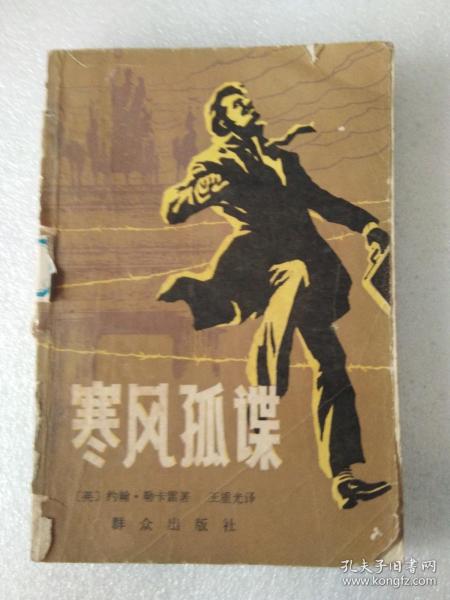 寒风孤谍
[英]约翰·勒卡雷著 王重光译
群众出版社
孔夫子旧书网
www.kongfz.com